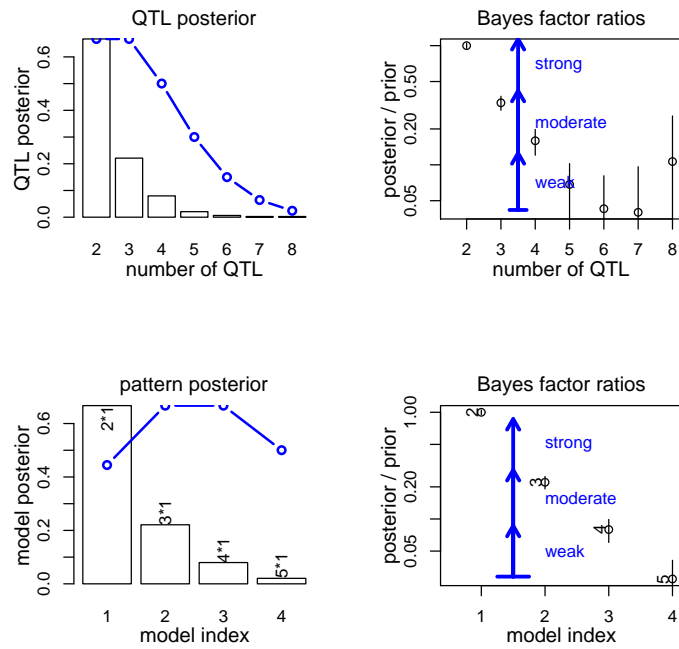 QTL posterior
QTL posterior
0.0 0.2 0.4 0.6
2 3 4 5 6 7 8
number of QTL
Bayes factor ratios
posterior / prior
0.05 0.20 0.50
strong
moderate
weak
2 3 4 5 6 7 8
number of QTL
pattern posterior
model posterior
0.0 0.2 0.4 0.6
2*1
3*1
4*1
5*1
1 2 3 4
model index
Bayes factor ratios
posterior / prior
0.05 0.20 1.00
2
3
4
5
strong
moderate
weak
1 2 3 4
model index